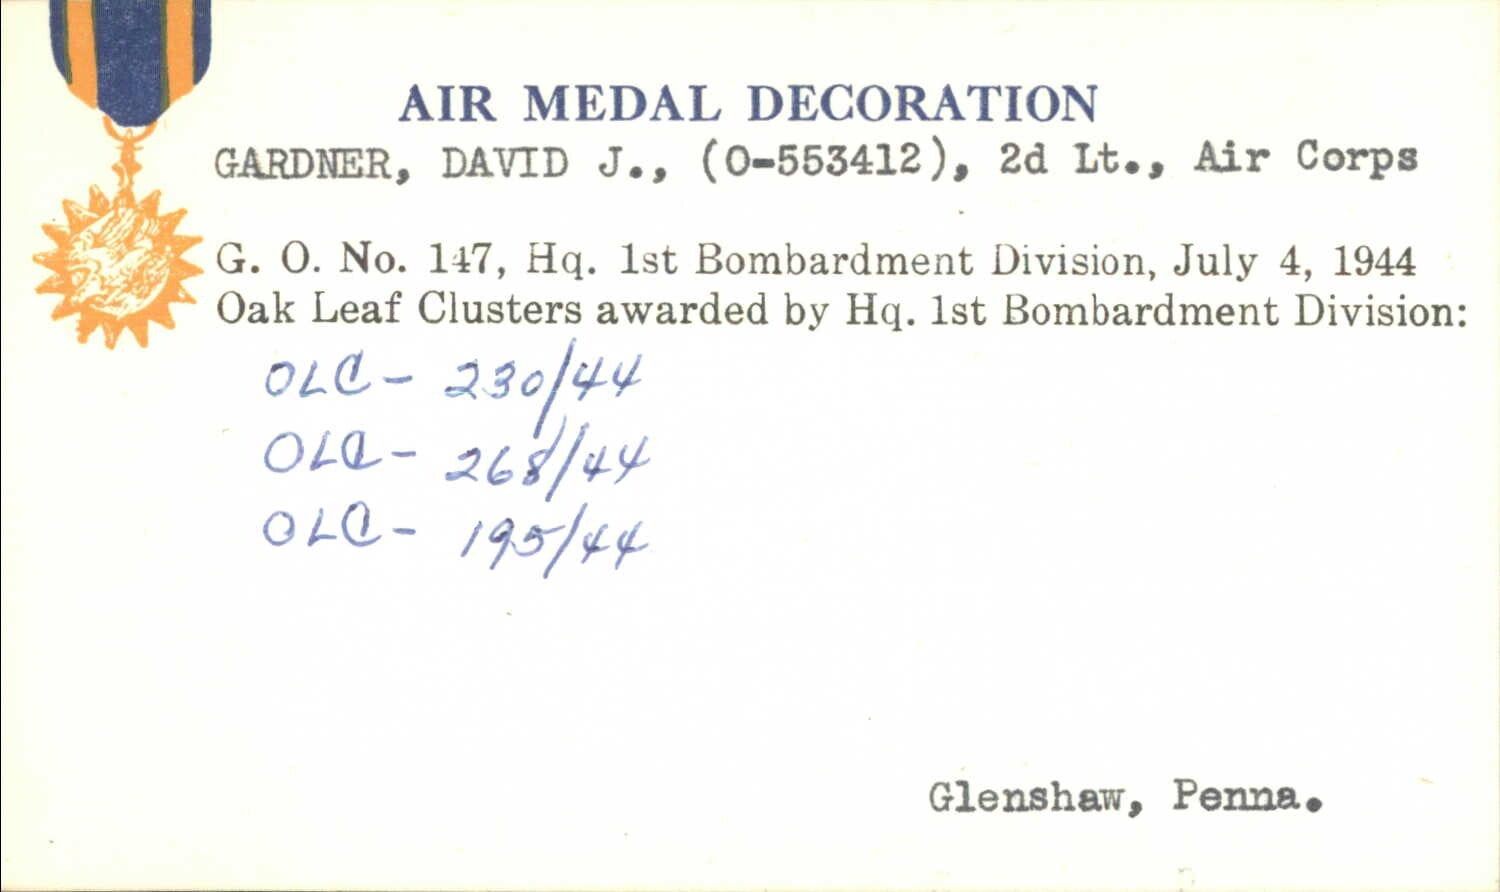 AIR MEDAL DECORATION
GARDNER, DAVID J., (O-553412), 2d Lt., Air Corps
G. O. No. 147, Hq. 1st Bombardment Division, July 4, 1944
Oak Leaf Clusters awarded by Hq. 1st Bombardment Division:
OLC - 230/44
OLC - 268/44
OLC - 195/44
Glenshaw, Penna.